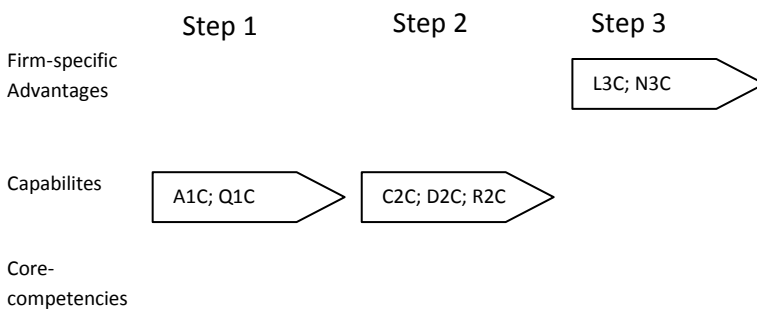 Step 1 Step 2 Step 3
Firm-specific
Advantages
L3C; N3C
Capabilites
A1C; Q1C
C2C; D2C; R2C
Core-
competencies